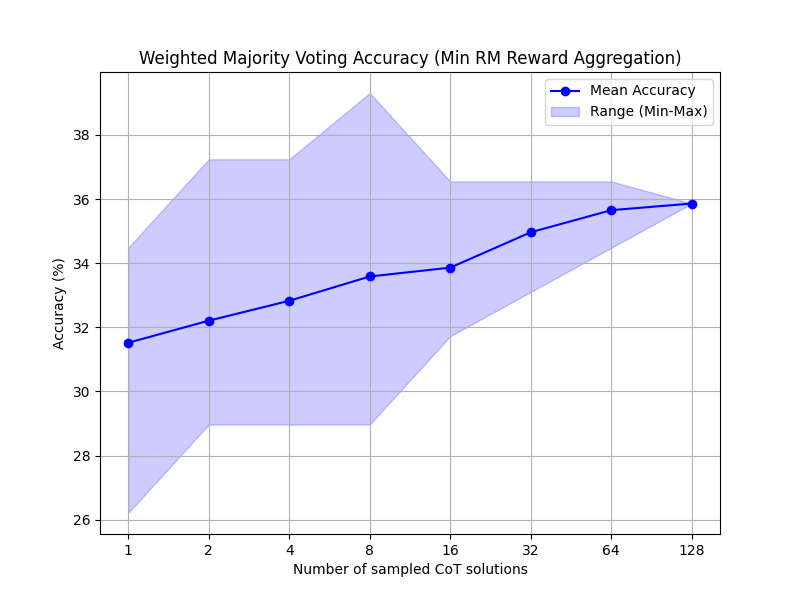 Weighted Majority Voting Accuracy (Min RM Reward Aggregation)
Mean Accuracy
Range (Min-Max)
Accuracy (%)
38
36
34
32
30
28
26
1 2 4 8 16 32 64 128
Number of sampled CoT solutions